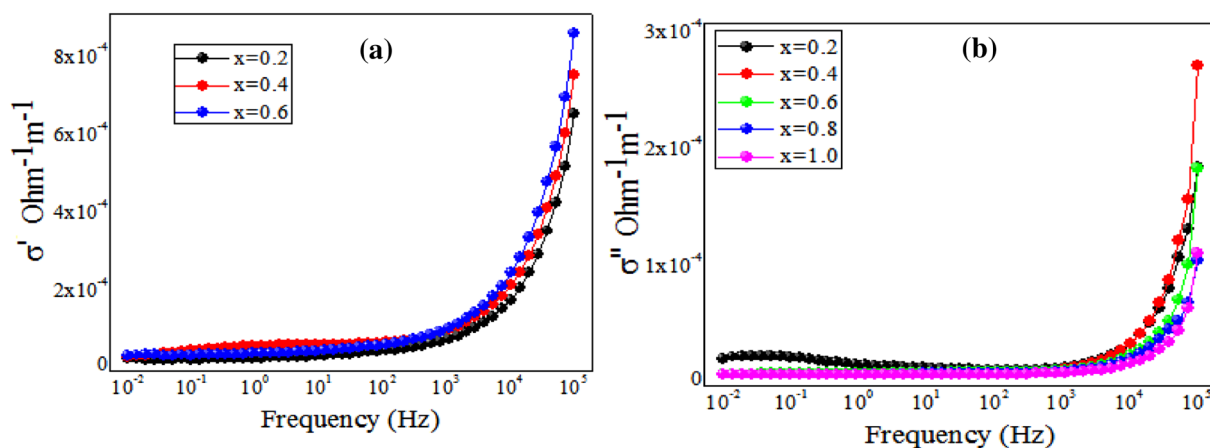 (a)
x=0.2
x=0.4
x=0.6
8x10⁻⁴
6x10⁻⁴
4x10⁻⁴
2x10⁻⁴
0
σ' Ohm⁻¹m⁻¹
10⁻² 10⁻¹ 10⁰ 10¹ 10² 10³ 10⁴ 10⁵
Frequency (Hz)
(b)
x=0.2
x=0.4
x=0.6
x=0.8
x=1.0
3x10⁻⁴
2x10⁻⁴
1x10⁻⁴
0
σ" Ohm⁻¹m⁻¹
10⁻² 10⁻¹ 10⁰ 10¹ 10² 10³ 10⁴ 10⁵
Frequency (Hz)